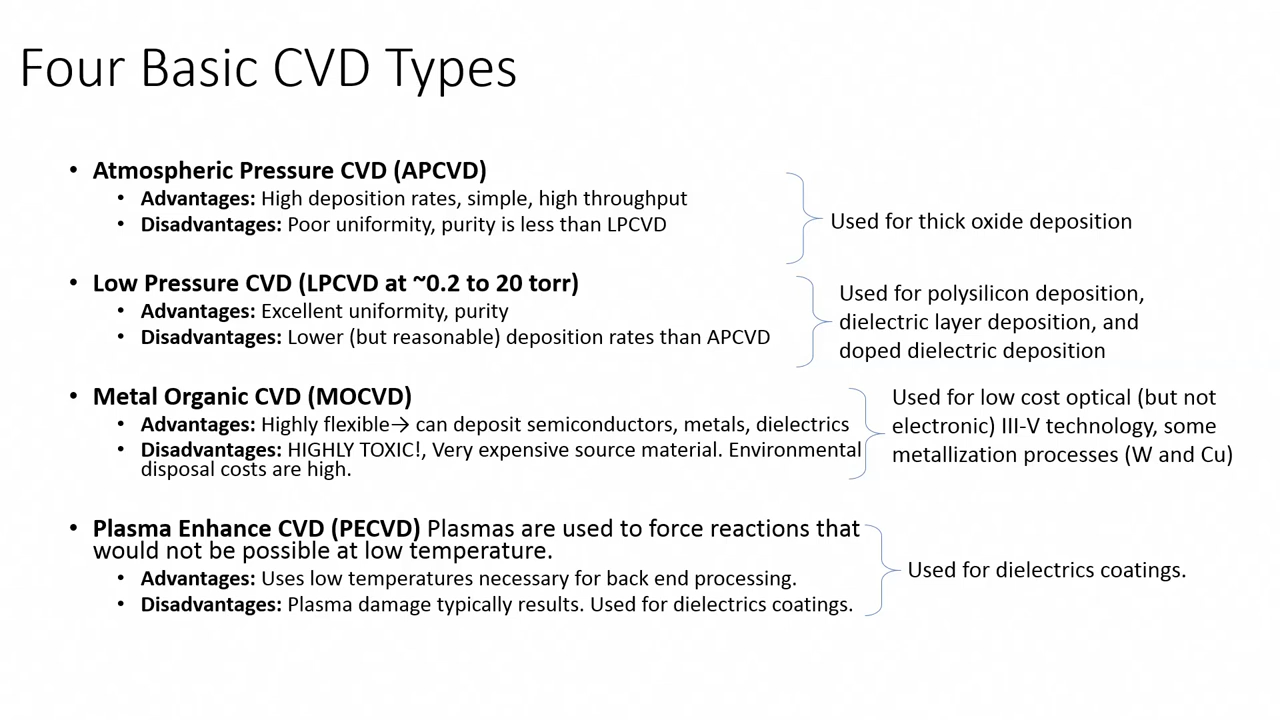 Four Basic CVD Types
• Atmospheric Pressure CVD (APCVD)
• Advantages: High deposition rates, simple, high throughput
• Disadvantages: Poor uniformity, purity is less than LPCVD
Used for thick oxide deposition
• Low Pressure CVD (LPCVD at ~0.2 to 20 torr)
• Advantages: Excellent uniformity, purity
• Disadvantages: Lower (but reasonable) deposition rates than APCVD
Used for polysilicon deposition,
dielectric layer deposition, and
doped dielectric deposition
• Metal Organic CVD (MOCVD)
• Advantages: Highly flexible→ can deposit semiconductors, metals, dielectrics
• Disadvantages: HIGHLY TOXIC!, Very expensive source material. Environmental
disposal costs are high.
Used for low cost optical (but not
electronic) III-V technology, some
metallization processes (W and Cu)
• Plasma Enhance CVD (PECVD) Plasmas are used to force reactions that
would not be possible at low temperature.
• Advantages: Uses low temperatures necessary for back end processing.
• Disadvantages: Plasma damage typically results. Used for dielectrics coatings.
Used for dielectrics coatings.